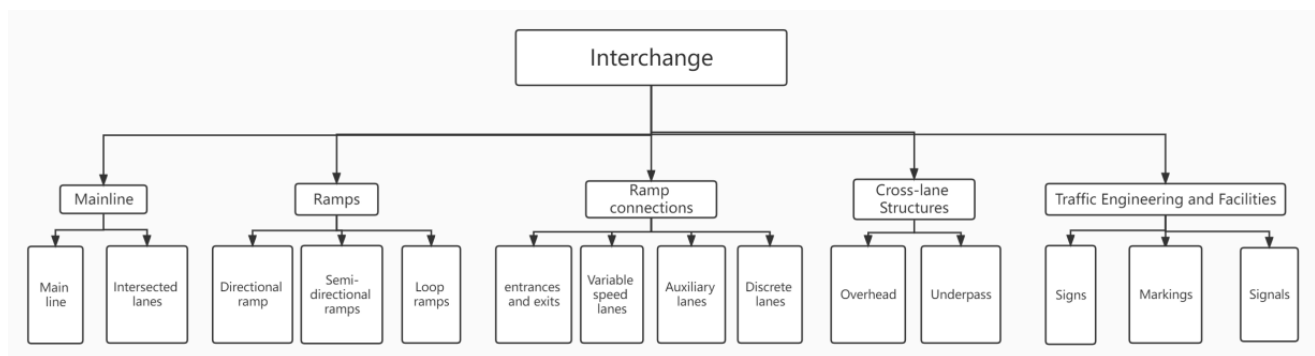 Interchange
Mainline
Ramps
Ramp
connections
Cross-lane
Structures
Traffic Engineering and Facilities
Main
line
Intersected
lanes
Directional
ramp
Semi-
directional
ramps
Loop
ramps
entrances
and exits
Variable
speed
lanes
Auxiliary
lanes
Discrete
lanes
Overhead
Underpass
Signs
Markings
Signals